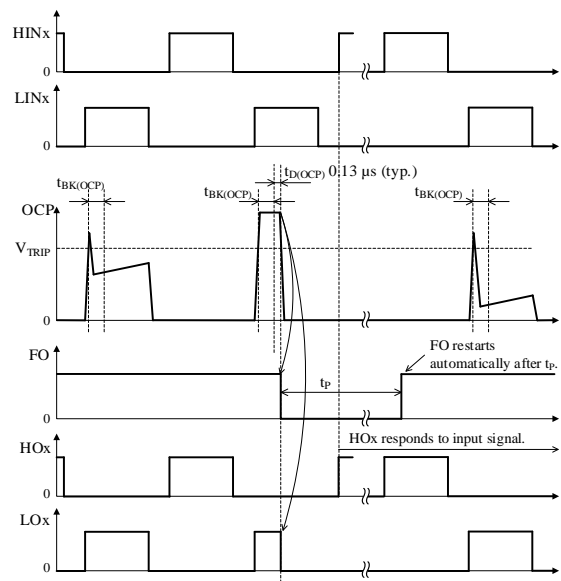 HINx
0
LINx
0
tD(OCP) 0.13 µs (typ.)
tBK(OCP)
tBK(OCP)
tBK(OCP)
OCP
VTRIP
0
FO
FO restarts
automatically after tP.
tP
0
HOx
HOx responds to input signal.
0
LOx
0